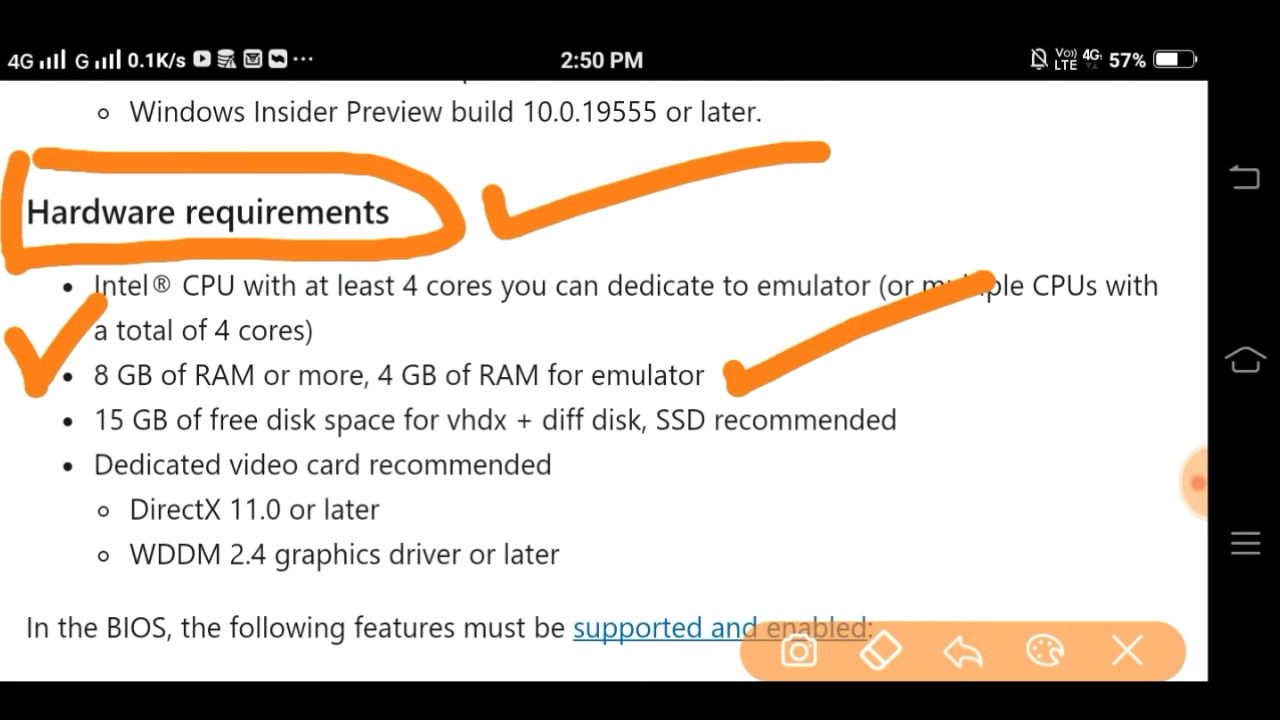 4G G 0.1K/s ... 2:50 PM Vo)) LTE 4G 57%
◦ Windows Insider Preview build 10.0.19555 or later.
Hardware requirements
• Intel® CPU with at least 4 cores you can dedicate to emulator (or multiple CPUs with
a total of 4 cores)
• 8 GB of RAM or more, 4 GB of RAM for emulator
• 15 GB of free disk space for vhdx + diff disk, SSD recommended
• Dedicated video card recommended
◦ DirectX 11.0 or later
◦ WDDM 2.4 graphics driver or later
In the BIOS, the following features must be supported and enabled: